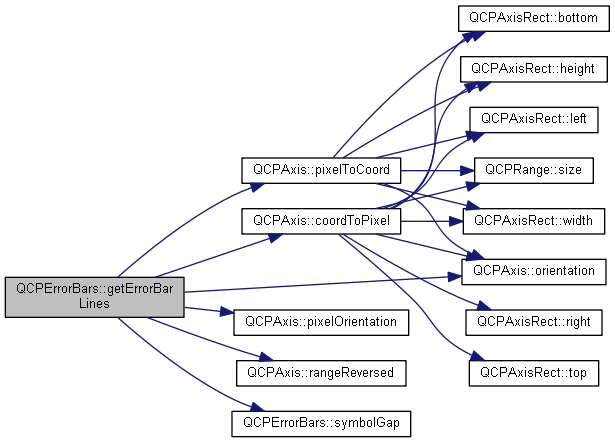 QCPAxisRect::bottom
QCPAxisRect::height
QCPAxisRect::left
QCPAxis::pixelToCoord
QCPRange::size
QCPAxis::coordToPixel
QCPAxisRect::width
QCPAxis::orientation
QCPErrorBars::getErrorBar
Lines
QCPAxis::pixelOrientation
QCPAxisRect::right
QCPAxis::rangeReversed
QCPAxisRect::top
QCPErrorBars::symbolGap